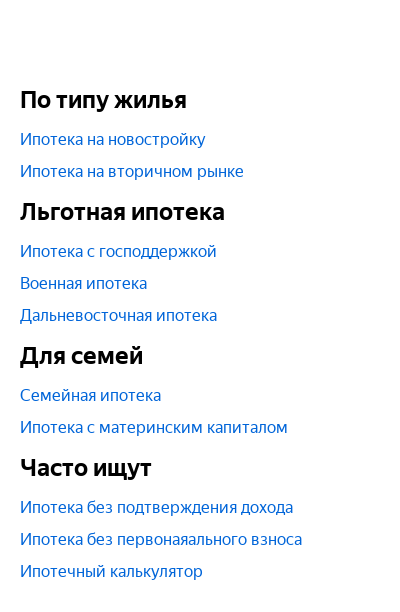 По типу жилья
Ипотека на новостройку
Ипотека на вторичном рынке
Льготная ипотека
Ипотека с господдержкой
Военная ипотека
Дальневосточная ипотека
Для семей
Семейная ипотека
Ипотека с материнским капиталом
Часто ищут
Ипотека без подтверждения дохода
Ипотека без первонаяального взноса
Ипотечный калькулятор